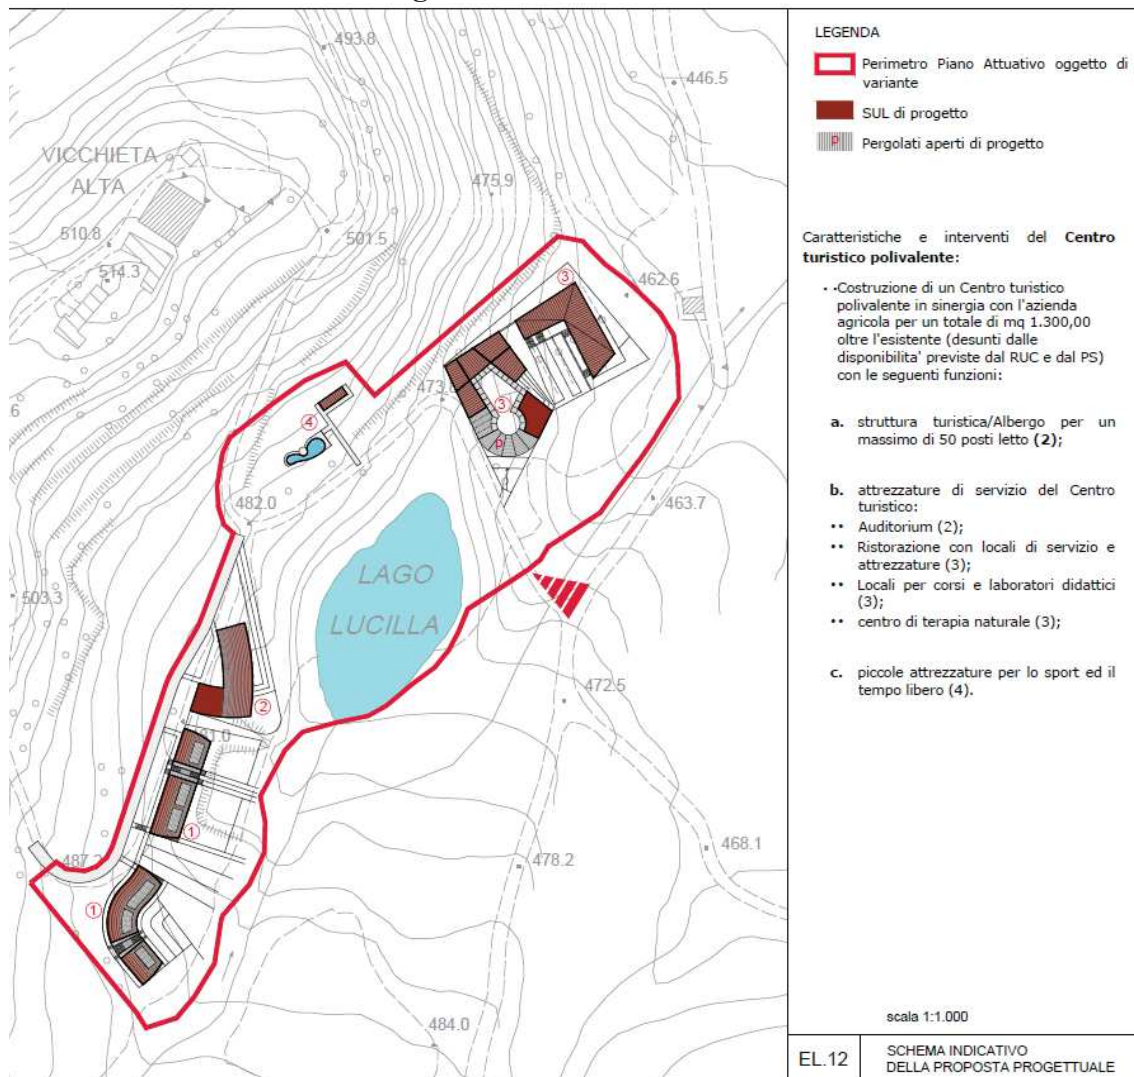 LEGENDA
Perimetro Piano Attuativo oggetto di
variante
SUL di progetto
p
Pergolati aperti di progetto
Caratteristiche e interventi del Centro
turistico polivalente:
- -Costruzione di un Centro turistico
polivalente in sinergia con l'azienda
agricola per un totale di mq 1.300,00
oltre l'esistente (desunti dalle
disponibilita' previste dal RUC e dal PS)
con le seguenti funzioni:
a. struttura turistica/Albergo per un
massimo di 50 posti letto (2);
b. attrezzature di servizio del Centro
turistico:
•• Auditorium (2);
•• Ristorazione con locali di servizio e
attrezzature (3);
•• Locali per corsi e laboratori didattici
(3);
•• centro di terapia naturale (3);
c. piccole attrezzature per lo sport ed il
tempo libero (4).
scala 1:1.000
EL.12
SCHEMA INDICATIVO
DELLA PROPOSTA PROGETTUALE
493.8
446.5
VICCHIETA
ALTA
475.9
510.8
501.5
514.3
462.6
3
473.
3
p
4
482.0
463.7
LAGO
LUCILLA
503.3
472.5
2
1
487.2
478.2
468.1
1
484.0